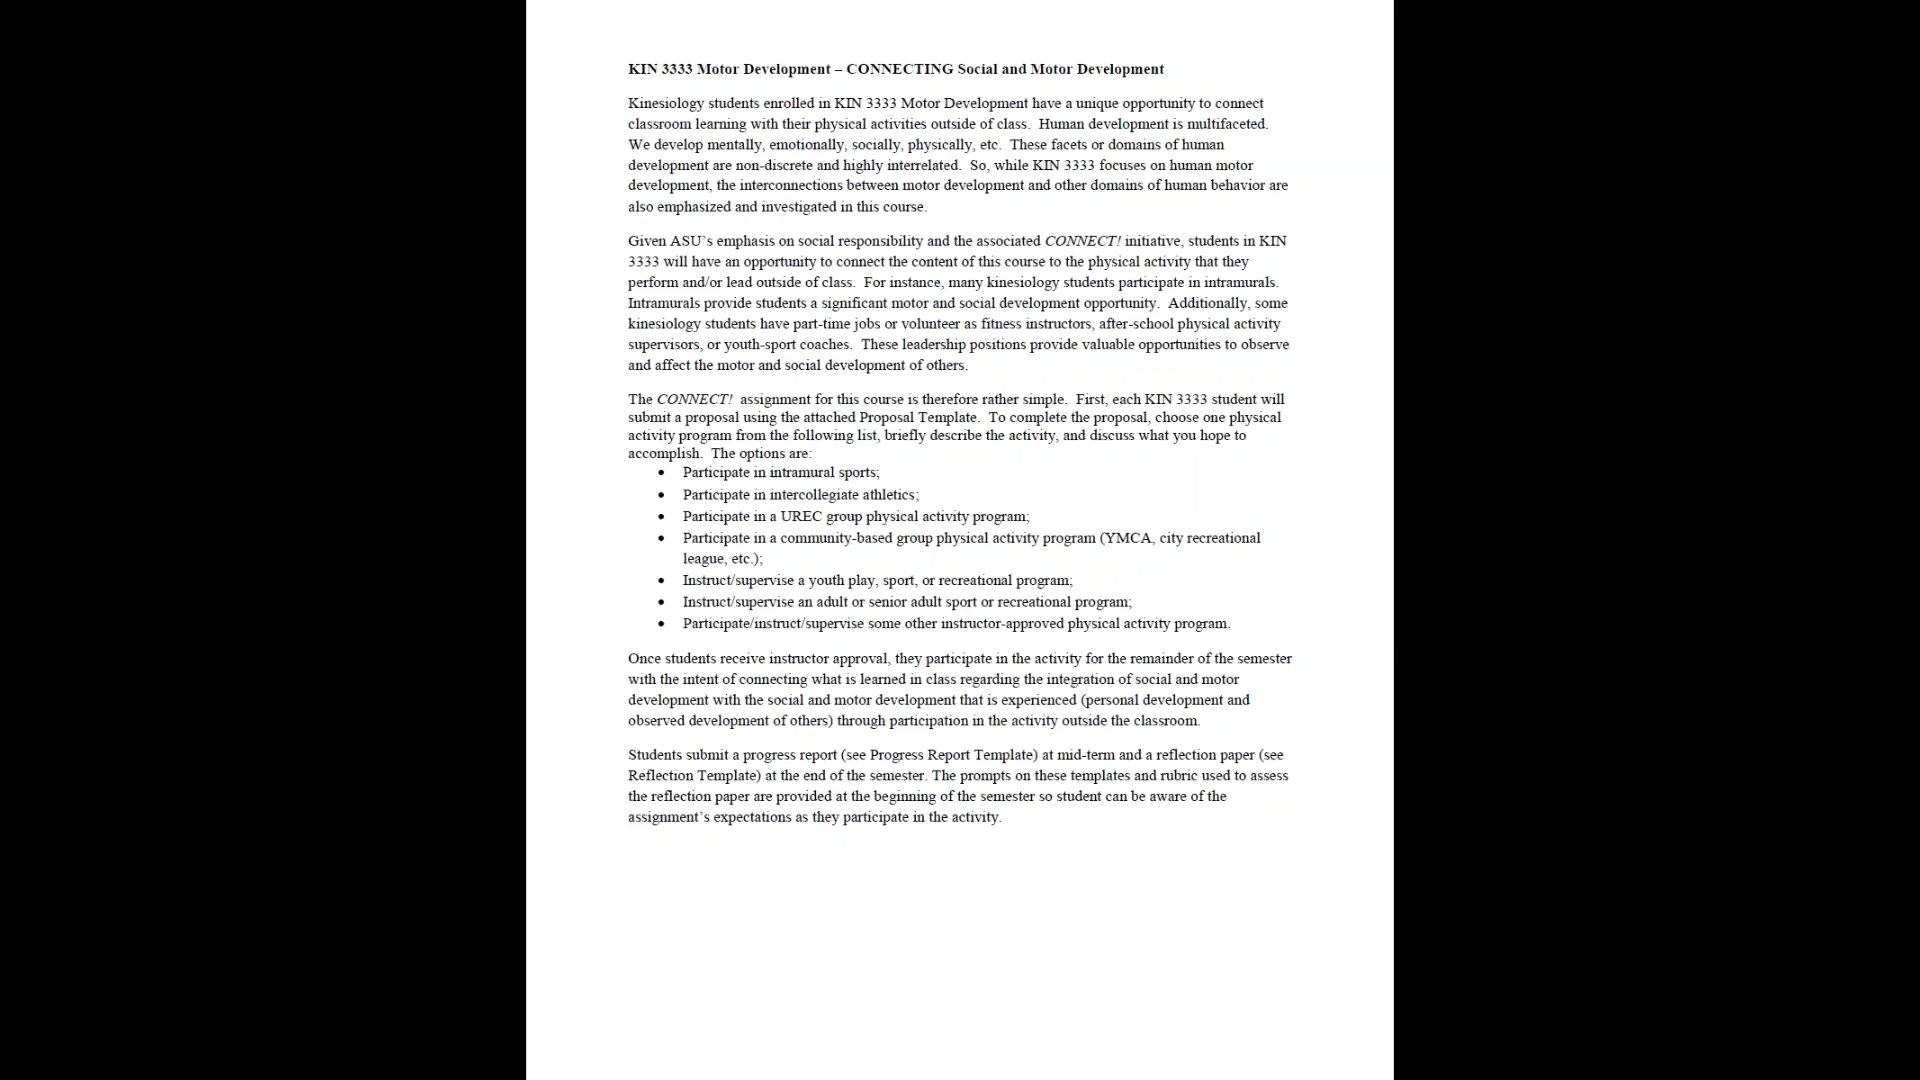 KIN 3333 Motor Development – CONNECTING Social and Motor Development
Kinesiology students enrolled in KIN 3333 Motor Development have a unique opportunity to connect
classroom learning with their physical activities outside of class.  Human development is multifaceted.
We develop mentally, emotionally, socially, physically, etc.  These facets or domains of human
development are non-discrete and highly interrelated.  So, while KIN 3333 focuses on human motor
development, the interconnections between motor development and other domains of human behavior are
also emphasized and investigated in this course.
Given ASU’s emphasis on social responsibility and the associated CONNECT! initiative, students in KIN
3333 will have an opportunity to connect the content of this course to the physical activity that they
perform and/or lead outside of class.  For instance, many kinesiology students participate in intramurals.
Intramurals provide students a significant motor and social development opportunity.  Additionally, some
kinesiology students have part-time jobs or volunteer as fitness instructors, after-school physical activity
supervisors, or youth-sport coaches.  These leadership positions provide valuable opportunities to observe
and affect the motor and social development of others.
The CONNECT!  assignment for this course is therefore rather simple.  First, each KIN 3333 student will
submit a proposal using the attached Proposal Template.  To complete the proposal, choose one physical
activity program from the following list, briefly describe the activity, and discuss what you hope to
accomplish.  The options are:
• Participate in intramural sports;
• Participate in intercollegiate athletics;
• Participate in a UREC group physical activity program;
• Participate in a community-based group physical activity program (YMCA, city recreational
league, etc.);
• Instruct/supervise a youth play, sport, or recreational program;
• Instruct/supervise an adult or senior adult sport or recreational program;
• Participate/instruct/supervise some other instructor-approved physical activity program.
Once students receive instructor approval, they participate in the activity for the remainder of the semester
with the intent of connecting what is learned in class regarding the integration of social and motor
development with the social and motor development that is experienced (personal development and
observed development of others) through participation in the activity outside the classroom.
Students submit a progress report (see Progress Report Template) at mid-term and a reflection paper (see
Reflection Template) at the end of the semester. The prompts on these templates and rubric used to assess
the reflection paper are provided at the beginning of the semester so student can be aware of the
assignment’s expectations as they participate in the activity.